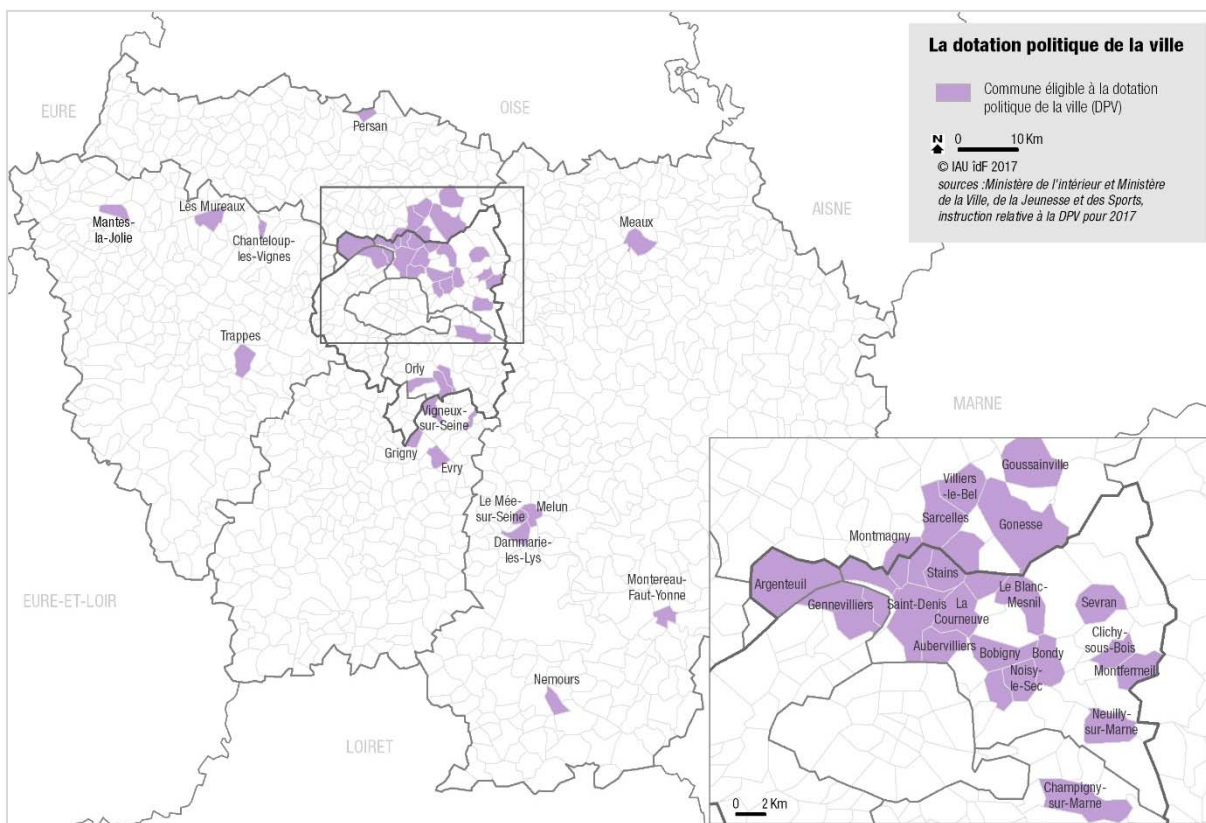 La dotation politique de la ville
Commune éligible à la dotation
politique de la ville (DPV)
N
0 10 Km
© IAU îdF 2017
sources :Ministère de l'intérieur et Ministère
de la Ville, de la Jeunesse et des Sports,
instruction relative à la DPV pour 2017
EURE
OISE
AISNE
MARNE
EURE-ET-LOIR
LOIRET
Persan
Mantes-
la-Jolie
Les Mureaux
Chanteloup-
les-Vignes
Meaux
Trappes
Orly
Vigneux-
sur-Seine
Grigny
Evry
Le Mée-
sur-Seine
Melun
Dammarie-
les-Lys
Montereau-
Faut-Yonne
Nemours
Goussainville
Villiers
-le-Bel
Sarcelles
Gonesse
Montmagny
Argenteuil
Stains
Gennevilliers
Saint-Denis
La
Courneuve
Le Blanc-
Mesnil
Sevran
Aubervilliers
Bobigny
Bondy
Clichy-
sous-Bois
Noisy-
le-Sec
Montfermeil
Neuilly-
sur-Marne
Champigny-
sur-Marne
0 2 Km